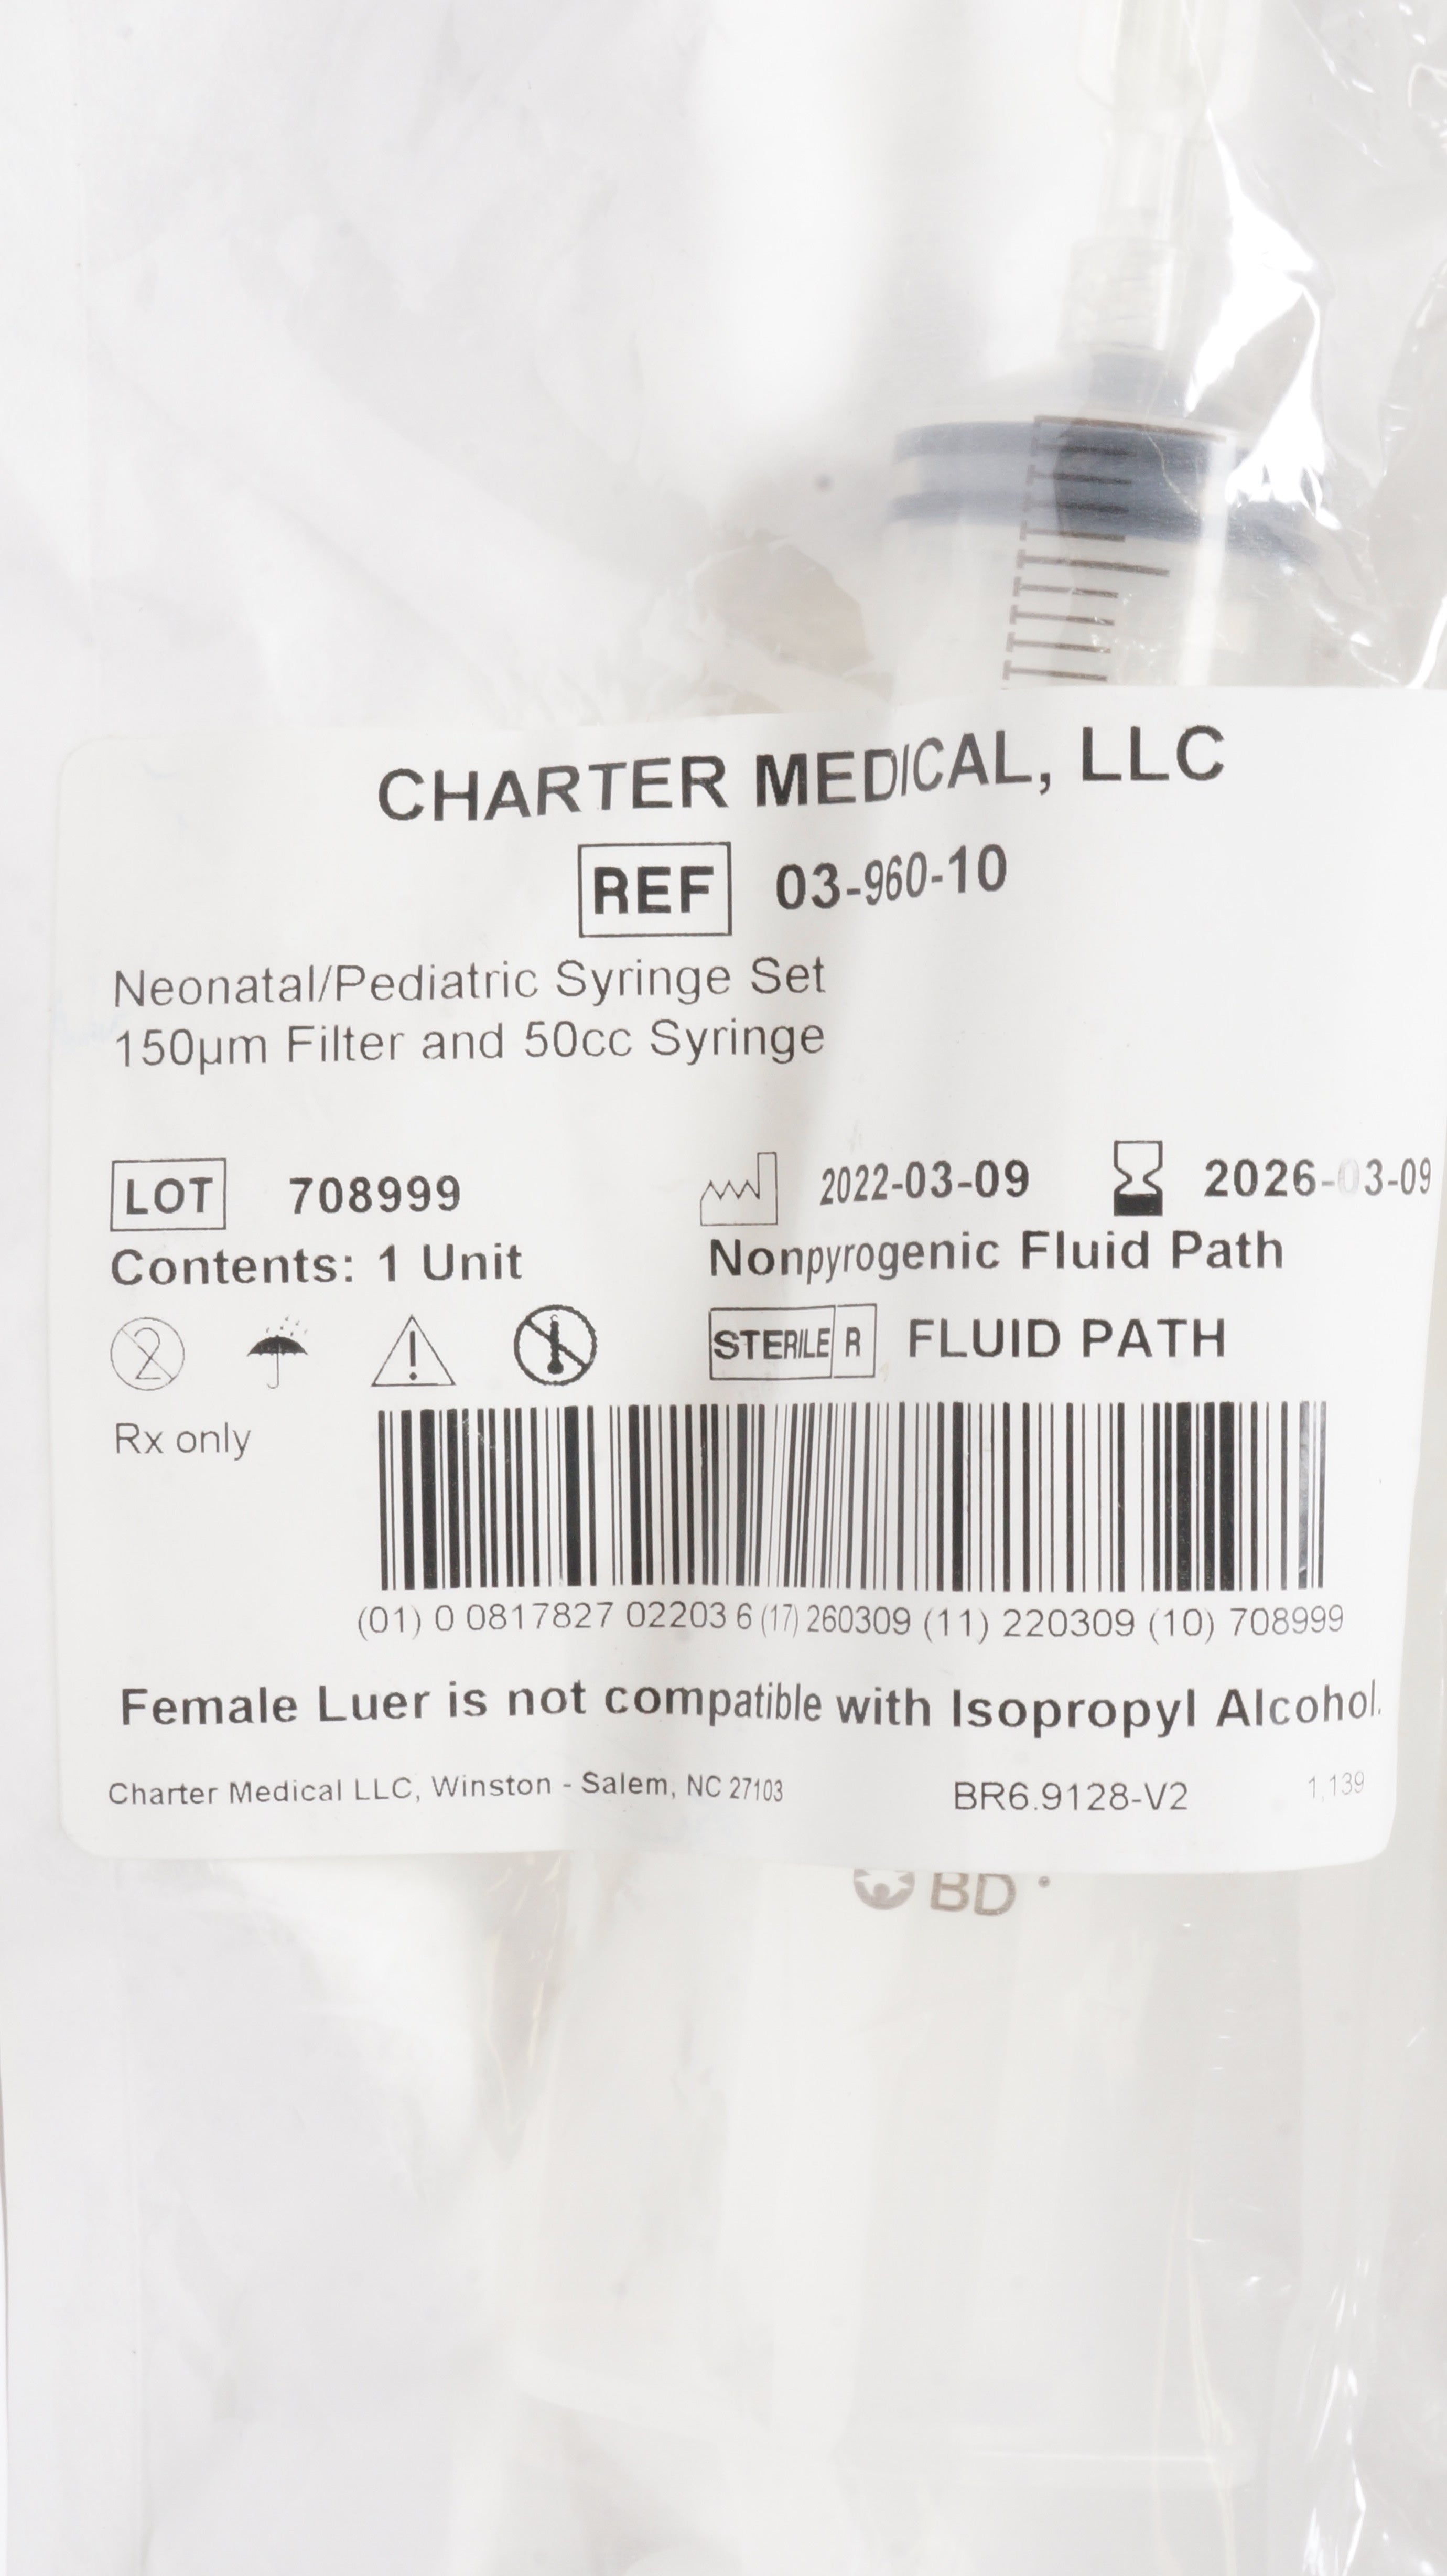 CHARTER MEDICAL, LLC
REF 03-960-10
Neonatal/Pediatric Syringe Set
150µm Filter and 50cc Syringe
LOT 708999 2022-03-09 2026-03-09
Contents: 1 Unit Nonpyrogenic Fluid Path
2 STERILE R FLUID PATH
Rx only
(01) 0 0817827 02203 6 (17) 260309 (11) 220309 (10) 708999
Female Luer is not compatible with Isopropyl Alcohol.
Charter Medical LLC, Winston - Salem, NC 27103 BR6.9128-V2 1,139
BD